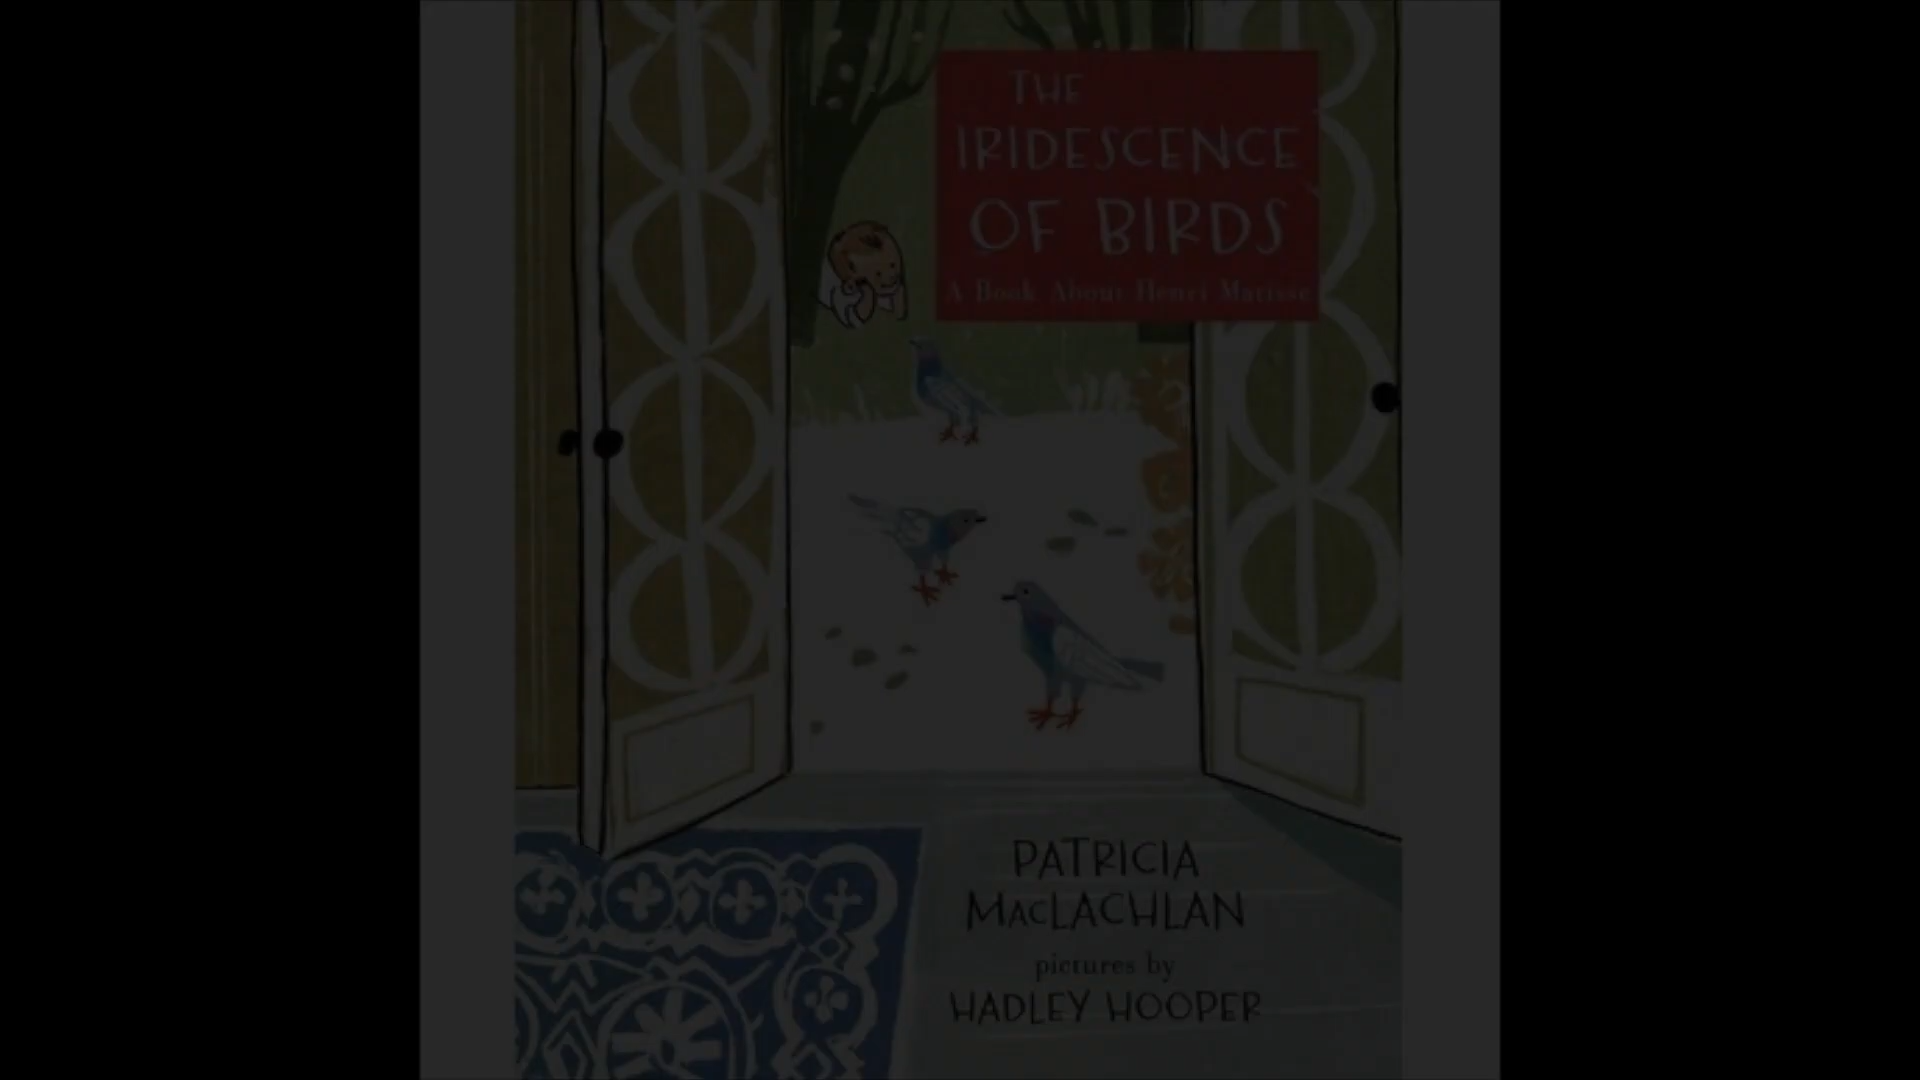 THE
IRIDESCENCE
OF BIRDS
A Book About Henri Matisse
PATRICIA
MACLACHLAN
pictures by
HADLEY HOOPER